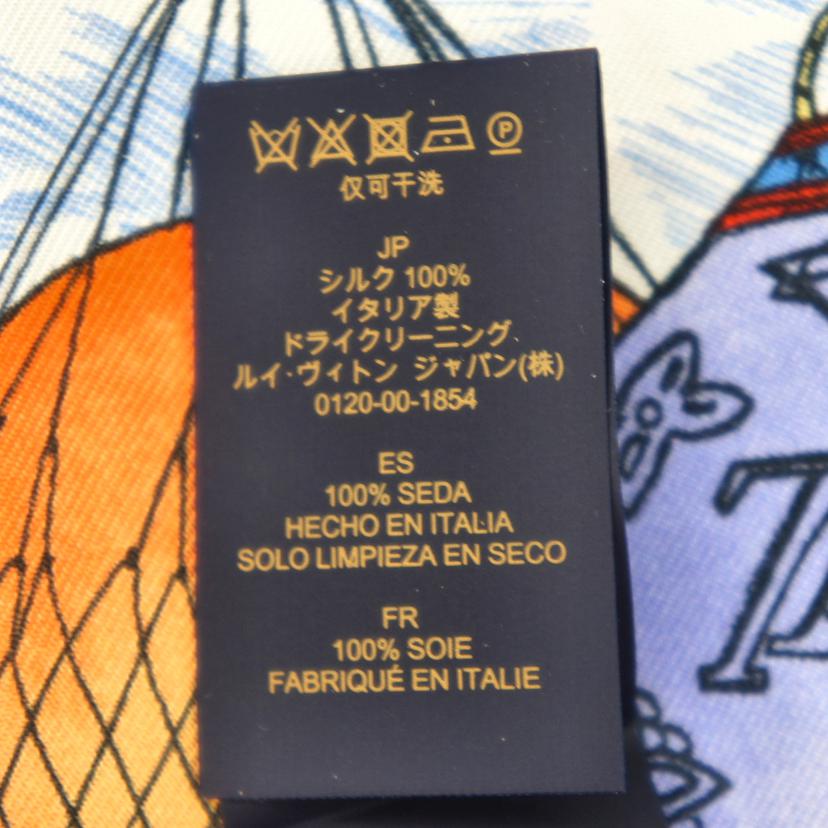 P
仅可干洗
JP
シルク 100%
イタリア製
ドライクリーニング
ルイ・ヴィトン ジャパン(株)
0120-00-1854
ES
100% SEDA
HECHO EN ITALIA
SOLO LIMPIEZA EN SECO
FR
100% SOIE
FABRIQUÉ EN ITALIE